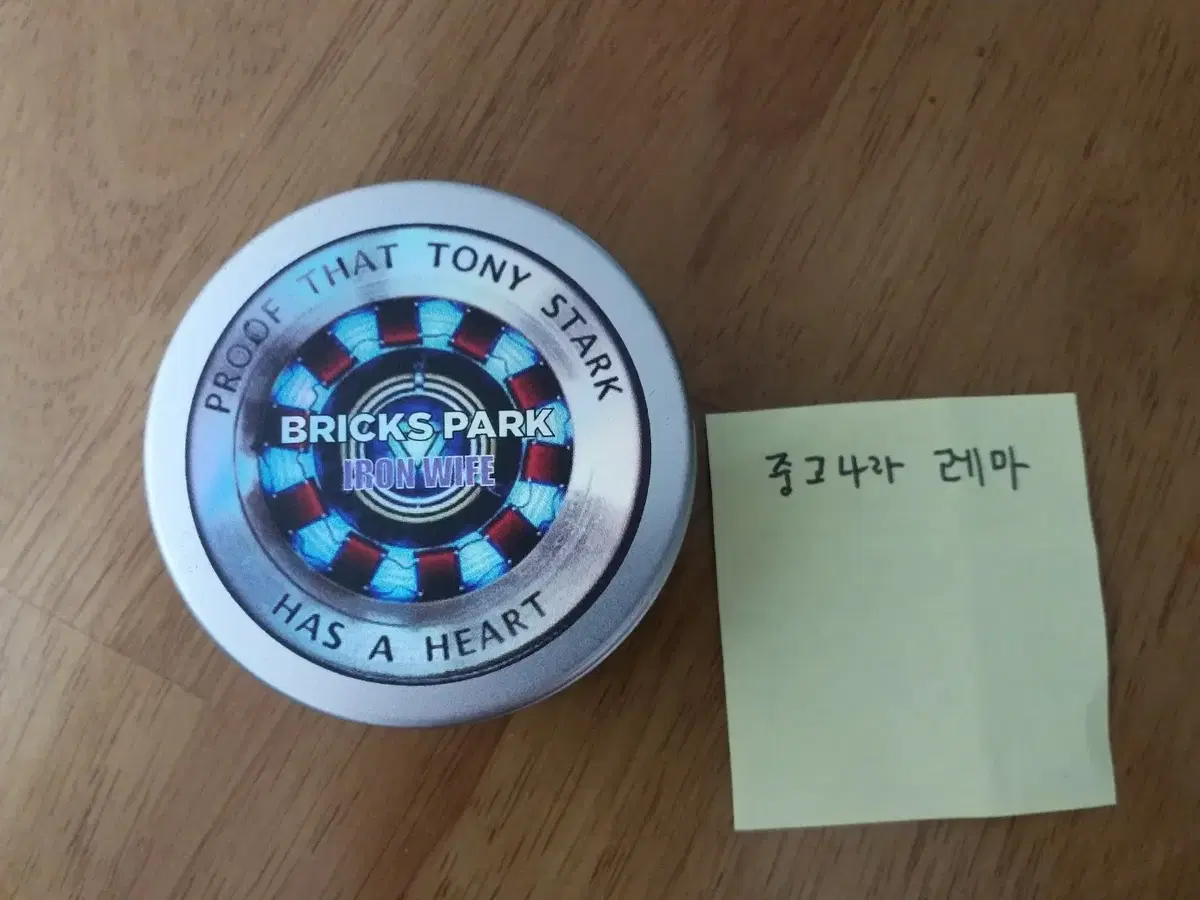 PROOF THAT TONY STARK
BRICKS PARK
IRON WIFE
HAS A HEART
중고나라 레마